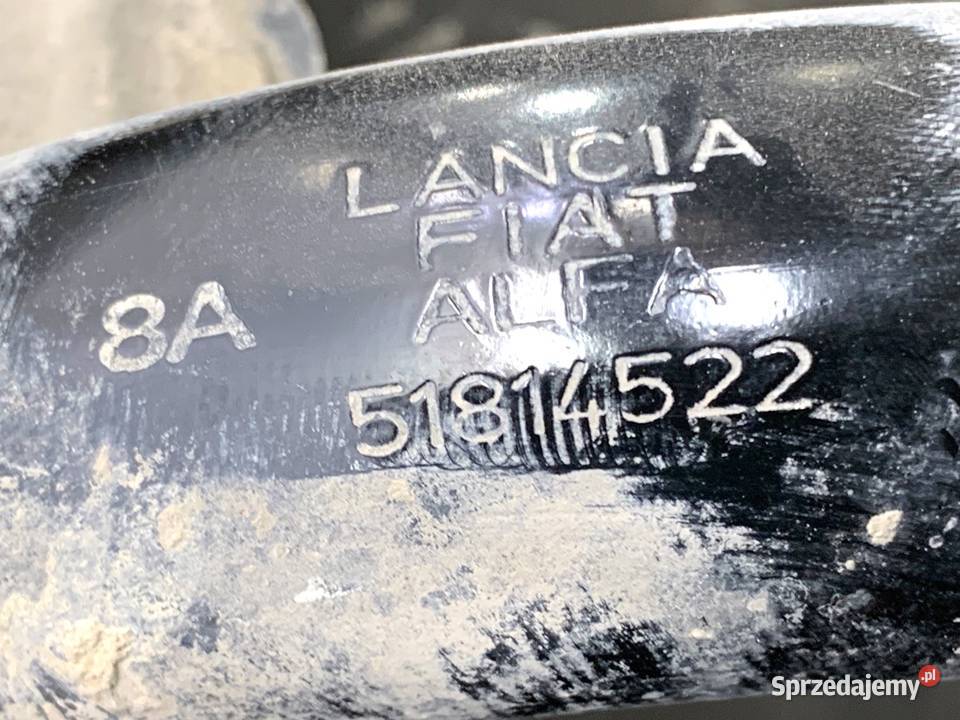 LANCIA
FIAT
ALFA
8A
51814522
Sprzedajemy.pl